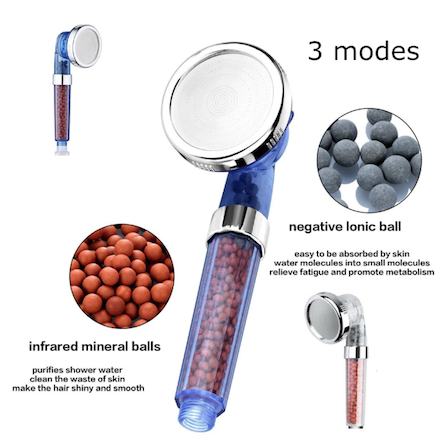 3 modes
negative Ionic ball
easy to be absorbed by skin
water molecules into small molecules
relieve fatigue and promote metabolism
infrared mineral balls
purifies shower water
clean the waste of skin
make the hair shiny and smooth